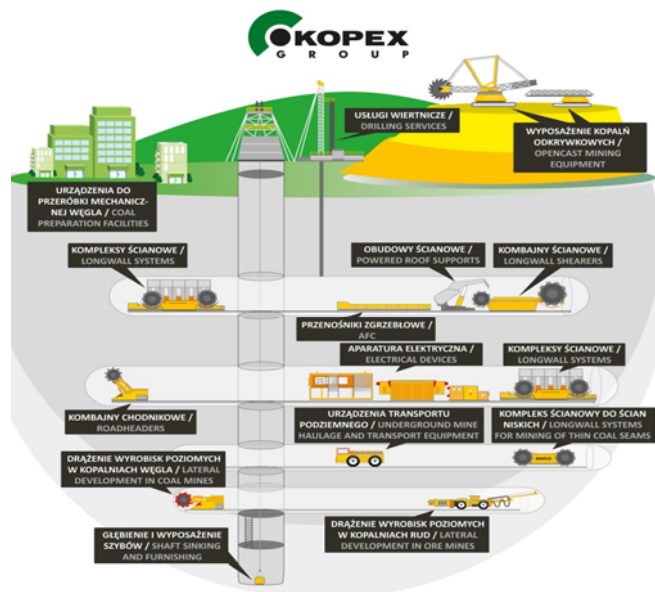 KOPEX
GROUP
USŁUGI WIERTNICZE /
DRILLING SERVICES
WYPOSAŻENIE KOPALŃ
ODKRYWKOWYCH /
OPENCAST MINING
EQUIPMENT
URZĄDZENIA DO
PRZERÓBKI MECHANICZ-
NEJ WĘGLA / COAL
PREPARATION FACILITIES
KOMPLEKSY ŚCIANOWE /
LONGWALL SYSTEMS
OBUDOWY ŚCIANOWE /
POWERED ROOF SUPPORTS
KOMBAJNY ŚCIANOWE /
LONGWALL SHEARERS
PRZENOŚNIKI ZGRZEBŁOWE /
AFC
APARATURA ELEKTRYCZNA /
ELECTRICAL DEVICES
KOMPLEKSY ŚCIANOWE /
LONGWALL SYSTEMS
KOMBAJNY CHODNIKOWE /
ROADHEADERS
URZĄDZENIA TRANSPORTU
PODZIEMNEGO / UNDERGROUND MINE
HAULAGE AND TRANSPORT EQUIPMENT
KOMPLEKS ŚCIANOWY DO ŚCIAN
NISKICH / LONGWALL SYSTEMS
FOR MINING OF THIN COAL SEAMS
DRĄŻENIE WYROBISK POZIOMYCH
W KOPALNIACH WĘGLA / LATERAL
DEVELOPMENT IN COAL MINES
DRĄŻENIE WYROBISK POZIOMYCH
W KOPALNIACH RUD / LATERAL
DEVELOPMENT IN ORE MINES
GŁĘBIENIE I WYPOSAŻENIE
SZYBÓW / SHAFT SINKING
AND FURNISHING